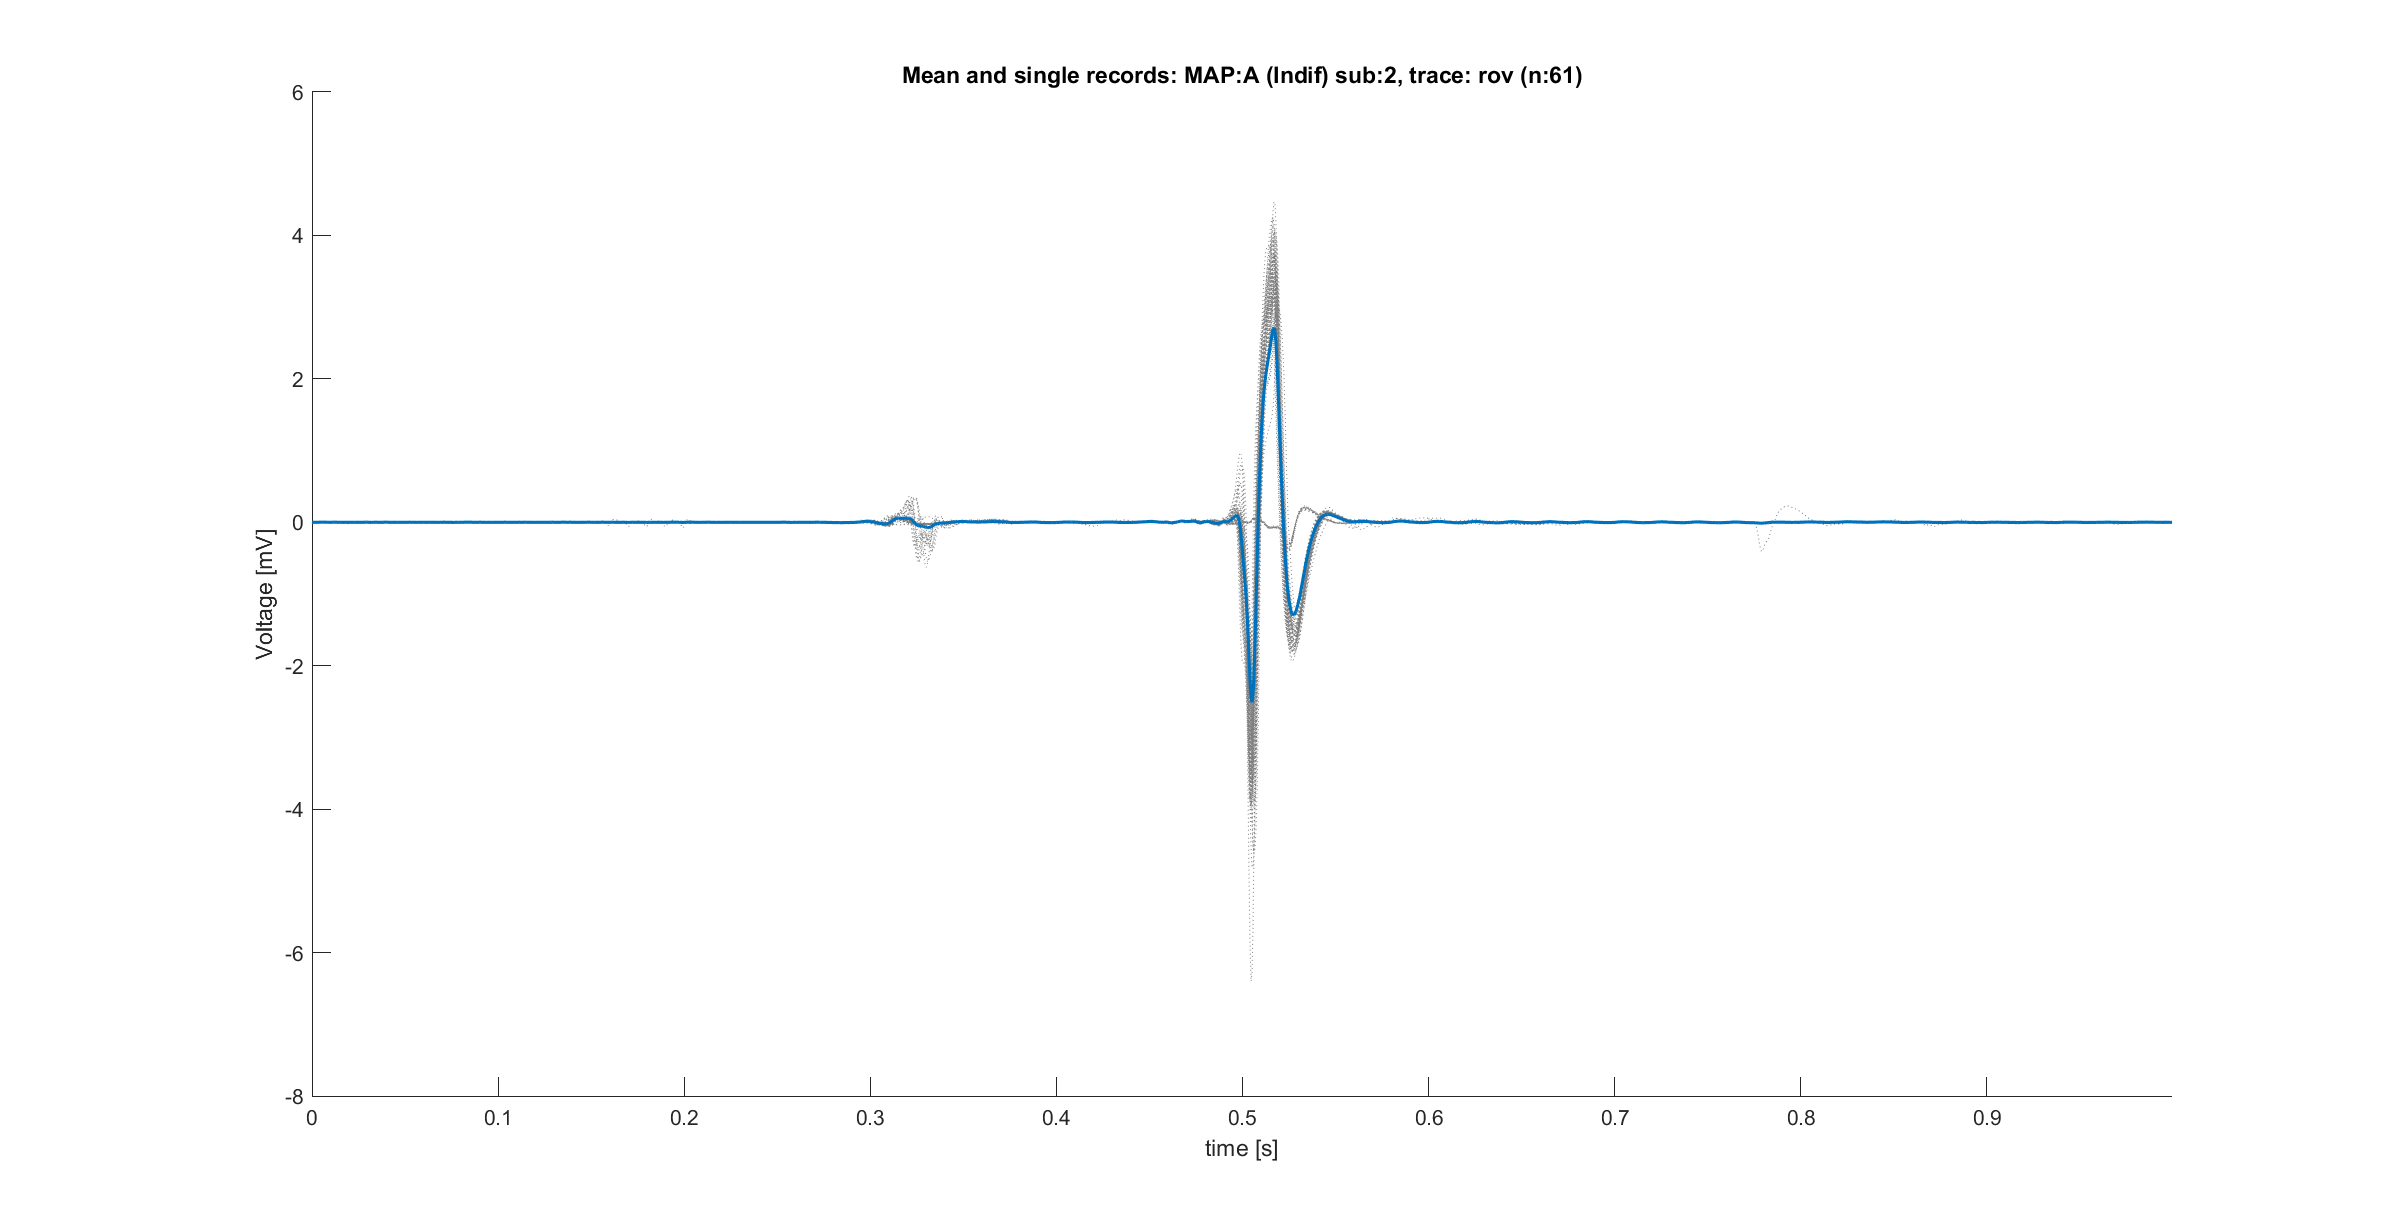 Mean and single records: MAP:A (Indif) sub:2, trace: rov (n:61)
6
4
2
0
-2
-4
-6
-8
Voltage [mV]
0 0.1 0.2 0.3 0.4 0.5 0.6 0.7 0.8 0.9
time [s]